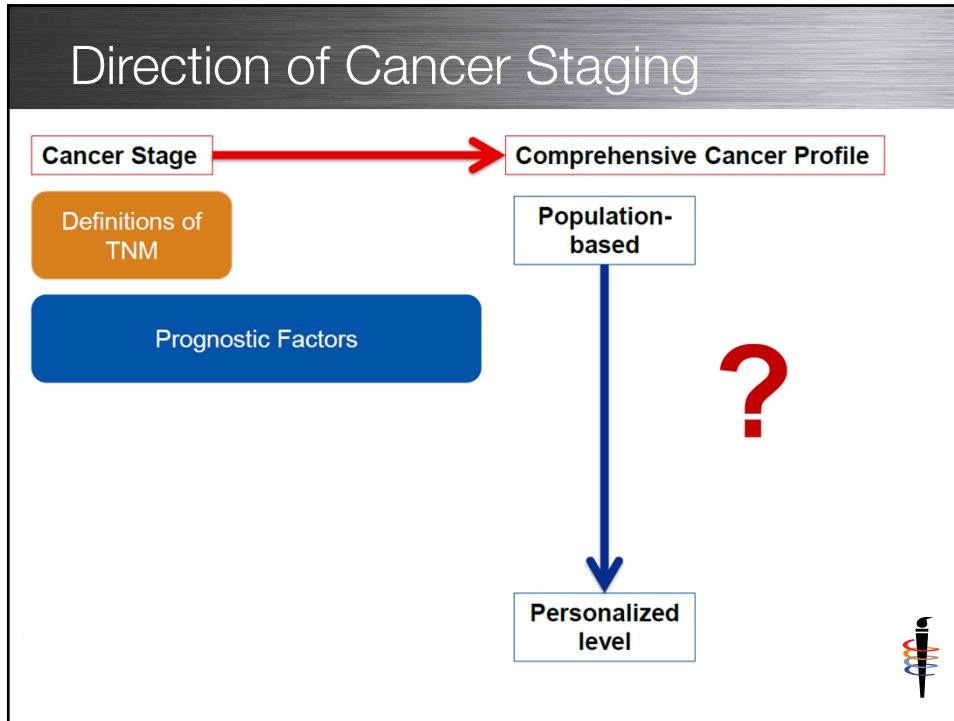 Direction of Cancer Staging
Cancer Stage
Comprehensive Cancer Profile
Definitions of
TNM
Population-
based
Prognostic Factors
?
Personalized
level